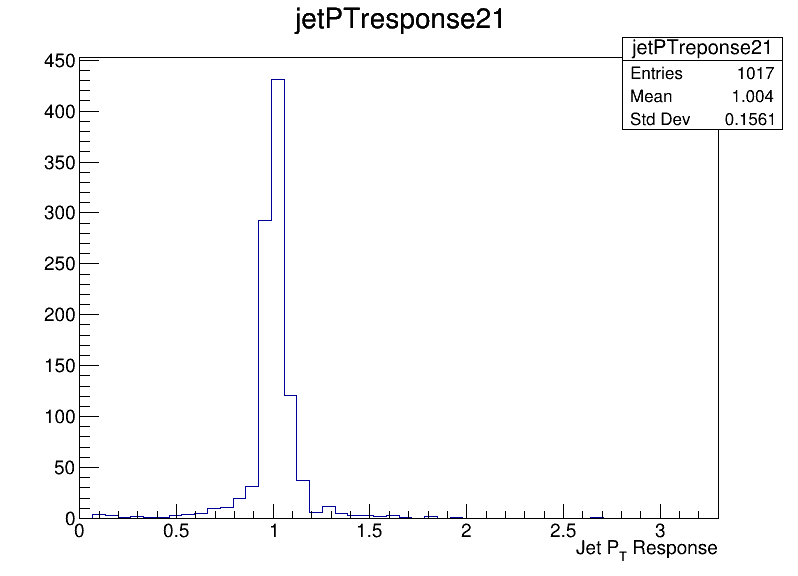 jetPTresponse21
jetPTreponse21
Entries 1017
Mean 1.004
Std Dev 0.1561
450
400
350
300
250
200
150
100
50
0
0 0.5 1 1.5 2 2.5 3
Jet P_T Response